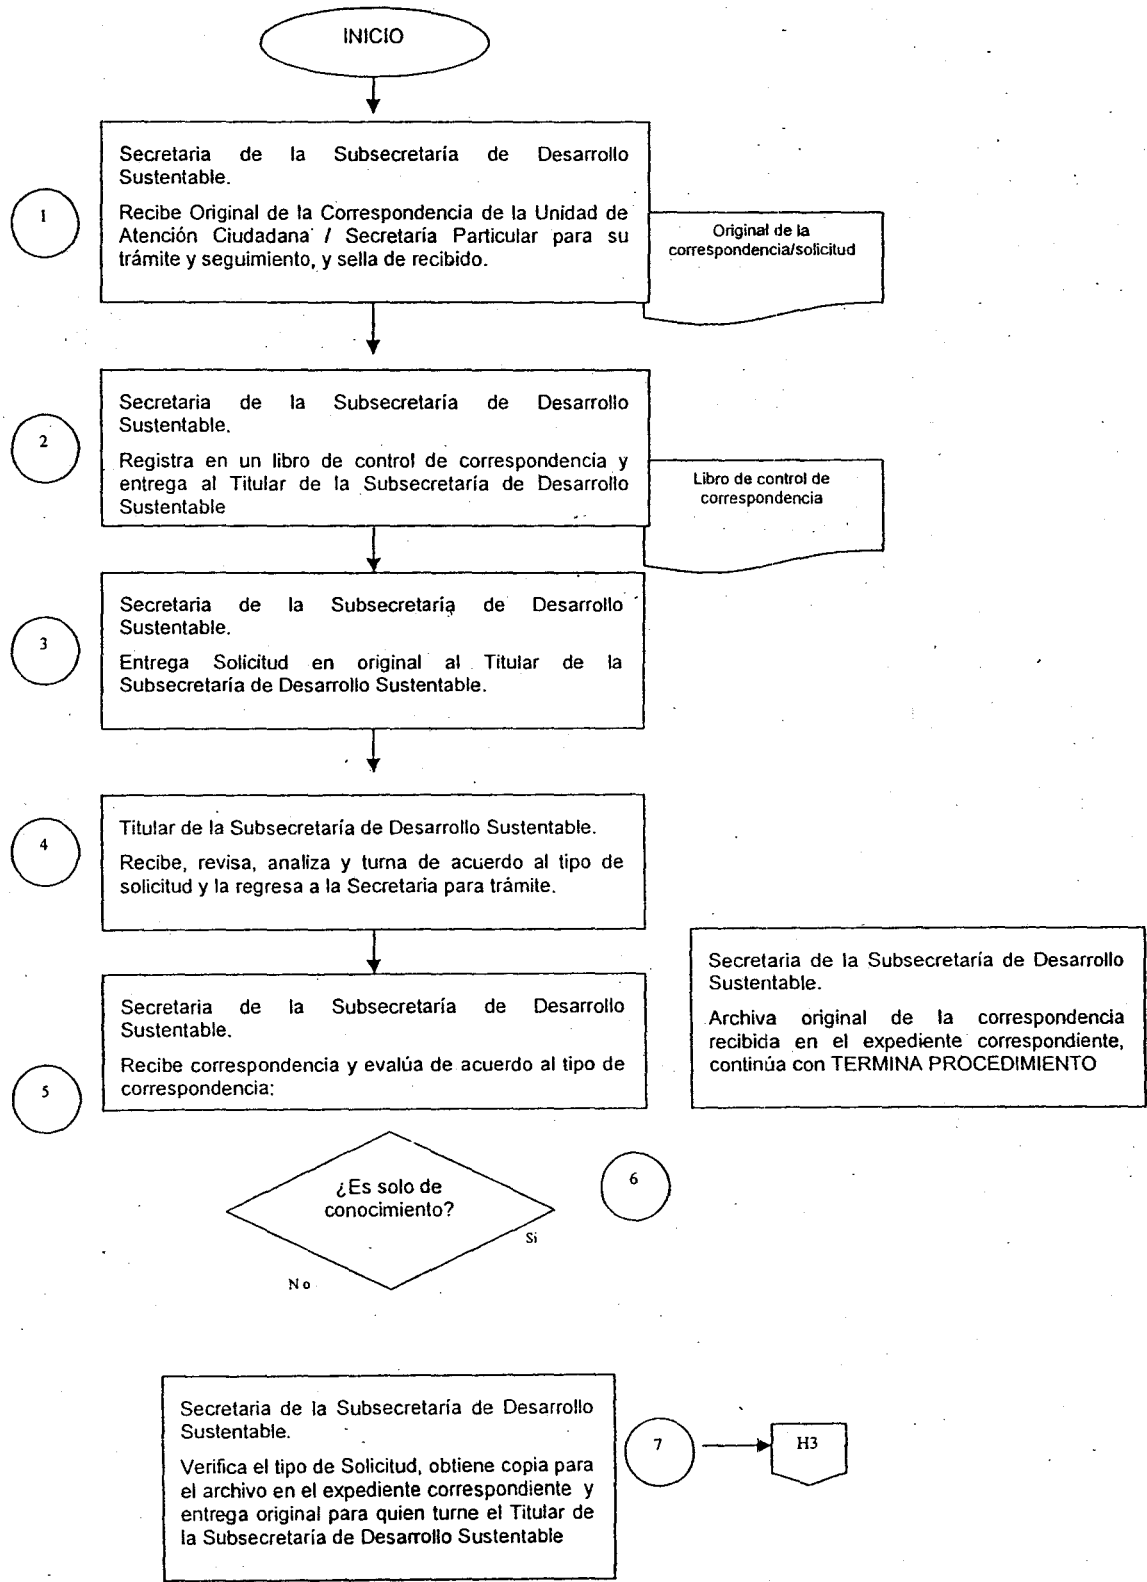 INICIO
1
Secretaria de la Subsecretaría de Desarrollo
Sustentable.
Recibe Original de la Correspondencia de la Unidad de
Atención Ciudadana / Secretaría Particular para su
trámite y seguimiento, y sella de recibido.
Original de la
correspondencia/solicitud
2
Secretaria de la Subsecretaría de Desarrollo
Sustentable.
Registra en un libro de control de correspondencia y
entrega al Titular de la Subsecretaría de Desarrollo
Sustentable
Libro de control de
correspondencia
3
Secretaria de la Subsecretaría de Desarrollo
Sustentable.
Entrega Solicitud en original al Titular de la
Subsecretaría de Desarrollo Sustentable.
4
Titular de la Subsecretaría de Desarrollo Sustentable.
Recibe, revisa, analiza y turna de acuerdo al tipo de
solicitud y la regresa a la Secretaria para trámite.
5
Secretaria de la Subsecretaría de Desarrollo
Sustentable.
Recibe correspondencia y evalúa de acuerdo al tipo de
correspondencia:
Secretaria de la Subsecretaría de Desarrollo
Sustentable.
Archiva original de la correspondencia
recibida en el expediente correspondiente,
continúa con TERMINA PROCEDIMIENTO
¿Es solo de
conocimiento?
6
Si
No
Secretaria de la Subsecretaría de Desarrollo
Sustentable.
Verifica el tipo de Solicitud, obtiene copia para
el archivo en el expediente correspondiente y
entrega original para quien turne el Titular de
la Subsecretaría de Desarrollo Sustentable
7
H3